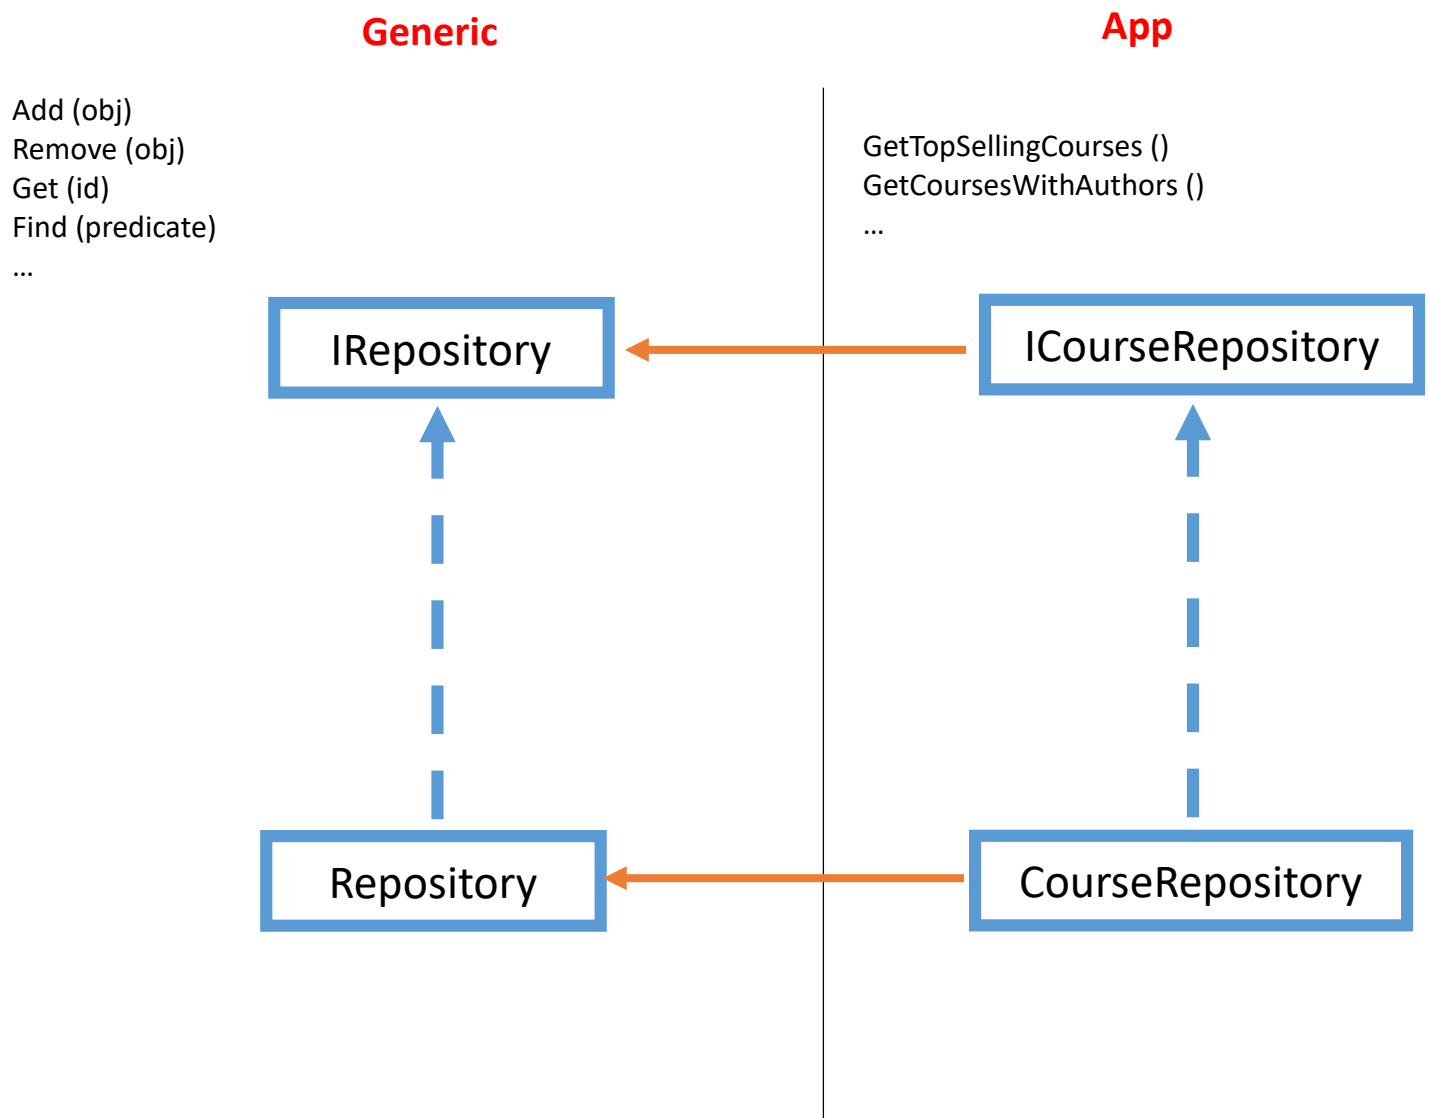 Generic
App
Add (obj)
Remove (obj)
Get (id)
Find (predicate)
...
GetTopSellingCourses ()
GetCoursesWithAuthors ()
...
IRepository
ICourseRepository
Repository
CourseRepository